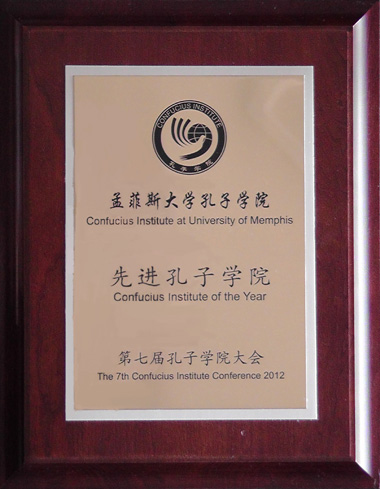 CONFUCIUS INSTITUTE
孔子学院
孟菲斯大学孔子学院
Confucius Institute at University of Memphis
先进孔子学院
Confucius Institute of the Year
第七届孔子学院大会
The 7th Confucius Institute Conference 2012